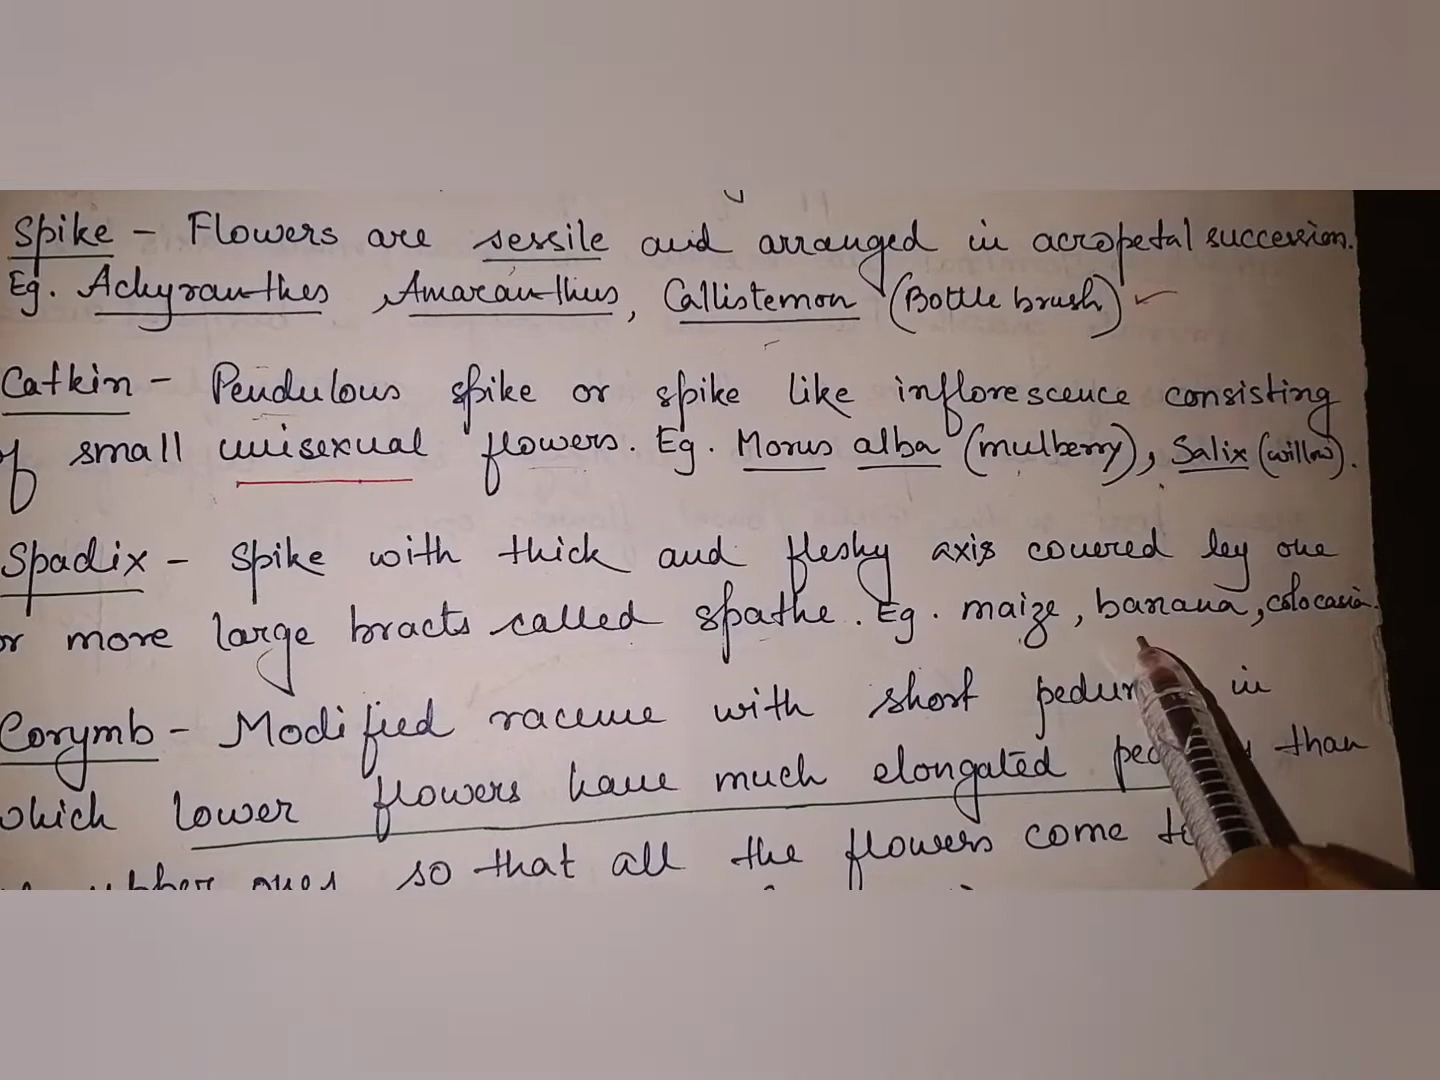 Spike - Flowers are sessile and arranged in acropetal succession.
Eg. Achyranthes, Amaranthus, Callistemon (Bottle brush)
Catkin - Pendulous spike or spike like inflorescence consisting
of small unisexual flowers. Eg. Morus alba (mulberry), Salix (willow).
Spadix - Spike with thick and fleshy axis covered by one
or more large bracts called spathe. Eg. maize, banana, colocasia.
Corymb - Modified raceme with short in
which lower flowers have much elongated than
so that all the flowers come